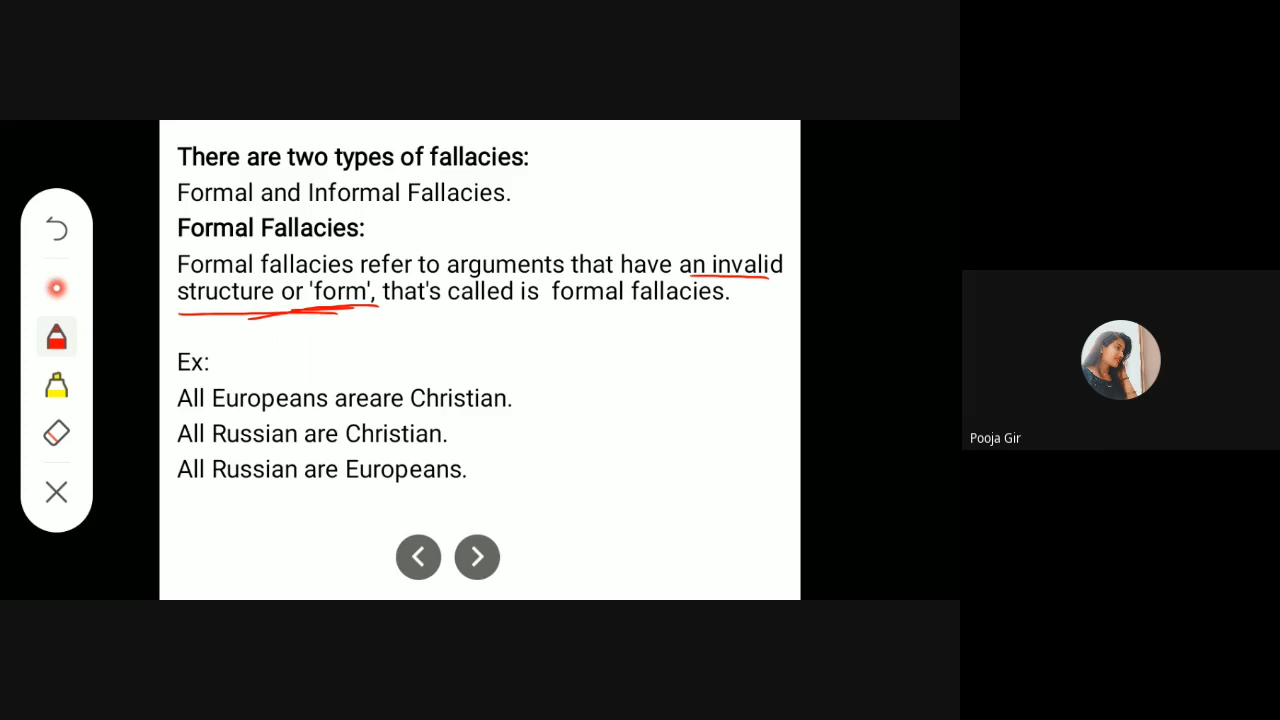 There are two types of fallacies:
Formal and Informal Fallacies.
Formal Fallacies:
Formal fallacies refer to arguments that have an invalid
structure or 'form', that's called is formal fallacies.
Ex:
All Europeans areare Christian.
All Russian are Christian.
All Russian are Europeans.
Pooja Gir